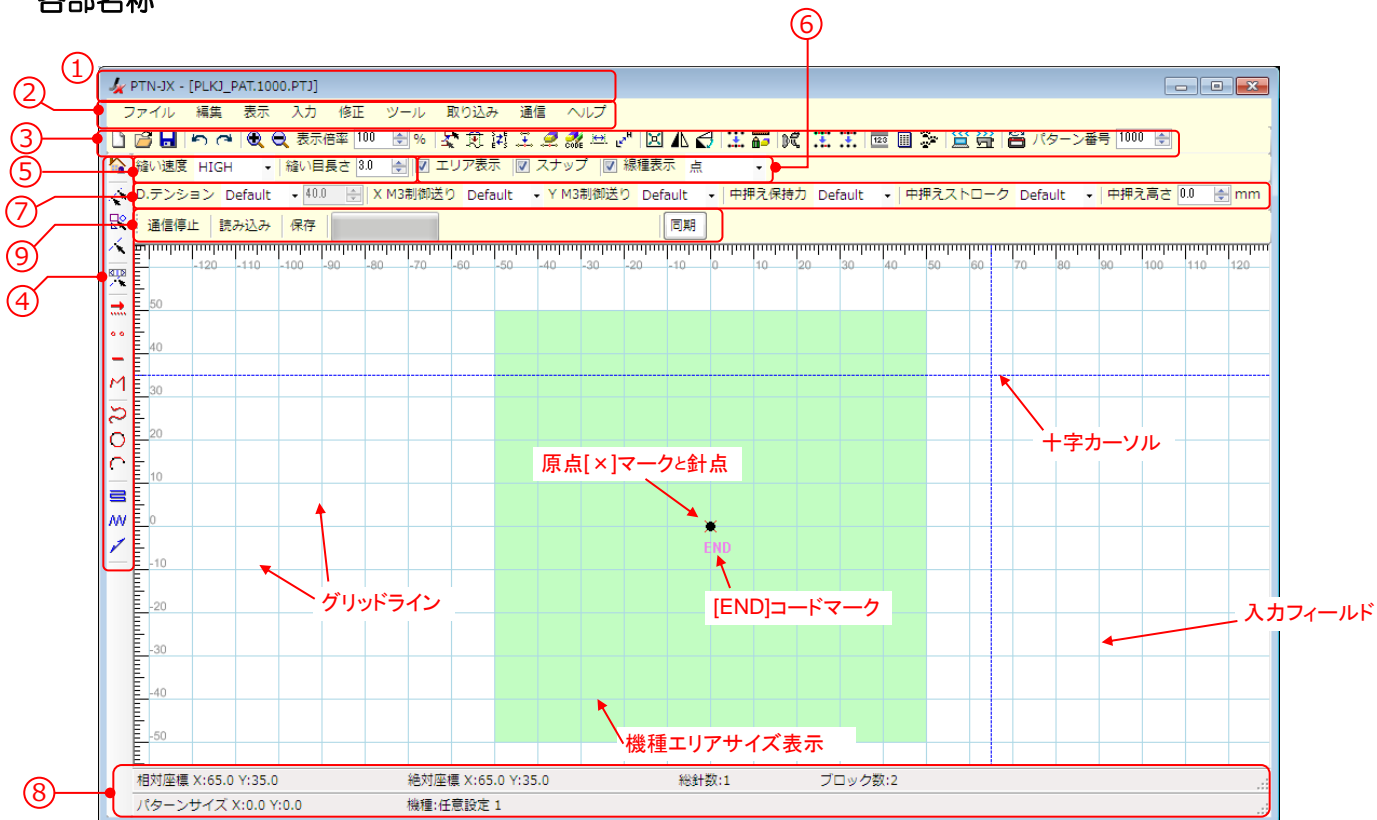 各部名称
⑥
①
PTN-JX - [PLKJ_PAT.1000.PTJ]
②
ファイル 編集 表示 入力 修正 ツール 取り込み 通信 ヘルプ
③
表示倍率 100 % CODE H 123 パターン番号 1000
⑤
縫い速度 HIGH 縫い目長さ 3.0 エリア表示 スナップ 線種表示 点
⑦
D.テンション Default 40.0 X M3制御送り Default Y M3制御送り Default 中押え保持力 Default 中押えストローク Default 中押え高さ 0.0 mm
⑨
通信停止 読み込み 保存 同期
④
-120 -110 -100 -90 -80 -70 -60 -50 -40 -30 -20 -10 0 10 20 30 40 50 60 70 80 90 100 110 120
50
40
30
20
10
0
-10
-20
-30
-40
-50
十字カーソル
原点[×]マークと針点
END
グリッドライン
[END]コードマーク
入力フィールド
機種エリアサイズ表示
⑧
相対座標 X:65.0 Y:35.0 絶対座標 X:65.0 Y:35.0 総針数:1 ブロック数:2
パターンサイズ X:0.0 Y:0.0 機種:任意設定 1